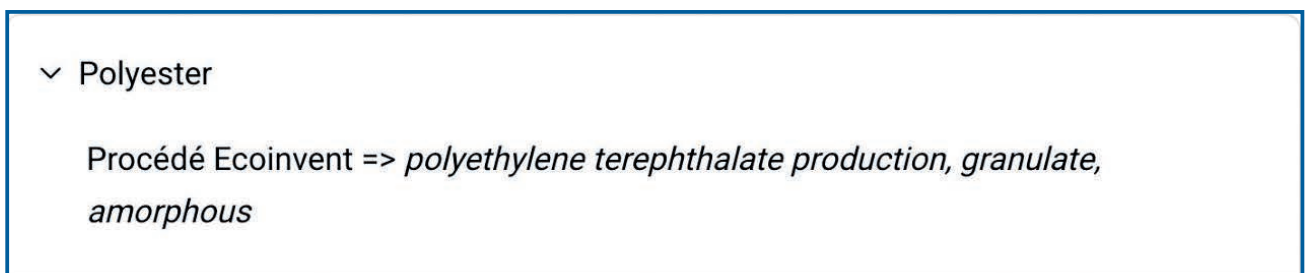 Polyester
Procédé Ecoinvent => polyethylene terephthalate production, granulate,
amorphous